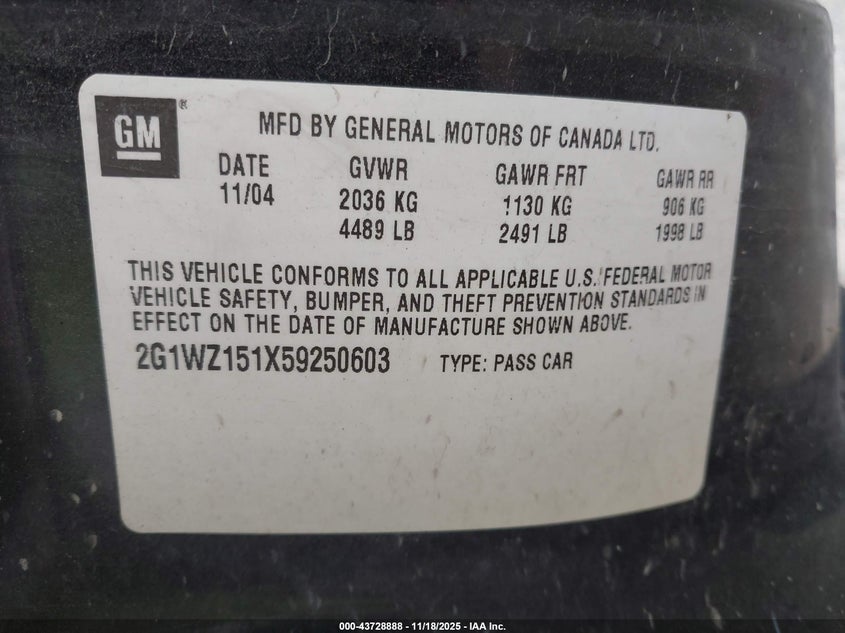 GM ®
MFD BY GENERAL MOTORS OF CANADA LTD.
DATE GVWR GAWR FRT GAWR RR
11/04 2036 KG 1130 KG 906 KG
4489 LB 2491 LB 1998 LB
THIS VEHICLE CONFORMS TO ALL APPLICABLE U.S. FEDERAL MOTOR
VEHICLE SAFETY, BUMPER, AND THEFT PREVENTION STANDARDS IN
EFFECT ON THE DATE OF MANUFACTURE SHOWN ABOVE.
2G1WZ151X59250603 TYPE: PASS CAR
000-43728888 - 11/18/2025 - IAA Inc.